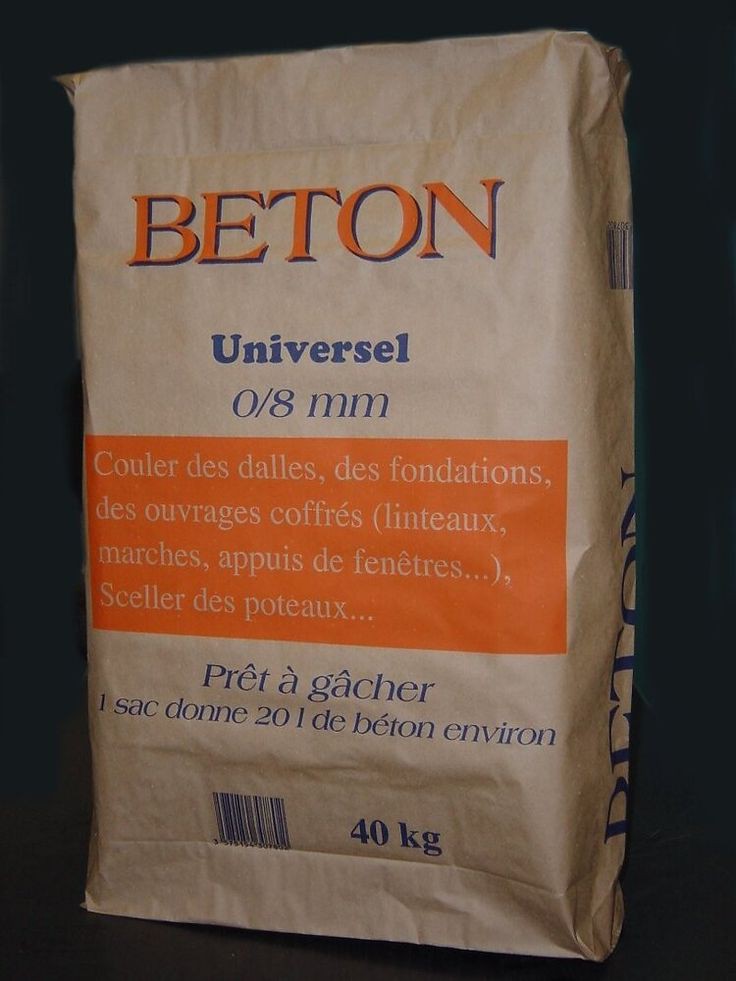 BETON
Universel
0/8 mm
Couler des dalles, des fondations,
des ouvrages coffrés (linteaux,
marches, appuis de fenêtres...),
Sceller des poteaux...
Prêt à gâcher
1 sac donne 20 l de béton environ
40 kg
BETON